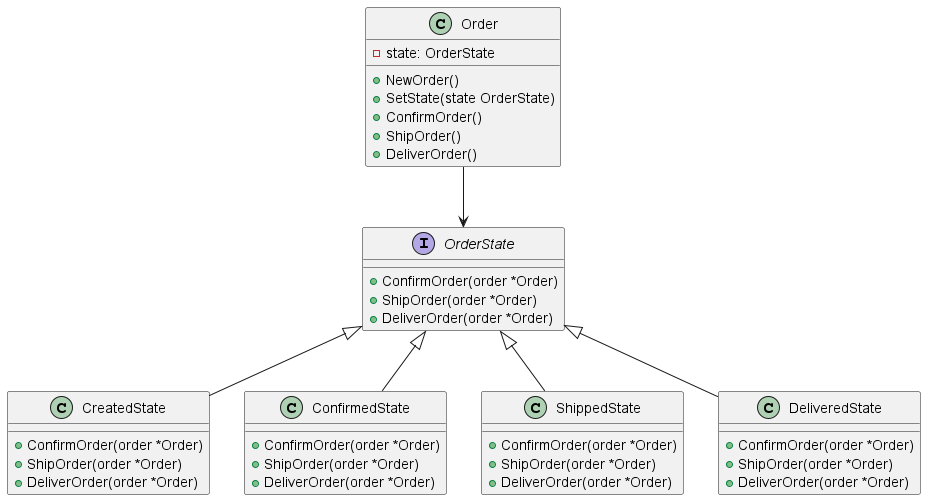 C Order
state: OrderState
NewOrder()
SetState(state OrderState)
ConfirmOrder()
ShipOrder()
DeliverOrder()
I OrderState
ConfirmOrder(order *Order)
ShipOrder(order *Order)
DeliverOrder(order *Order)
C CreatedState
ConfirmOrder(order *Order)
ShipOrder(order *Order)
DeliverOrder(order *Order)
C ConfirmedState
ConfirmOrder(order *Order)
ShipOrder(order *Order)
DeliverOrder(order *Order)
C ShippedState
ConfirmOrder(order *Order)
ShipOrder(order *Order)
DeliverOrder(order *Order)
C DeliveredState
ConfirmOrder(order *Order)
ShipOrder(order *Order)
DeliverOrder(order *Order)